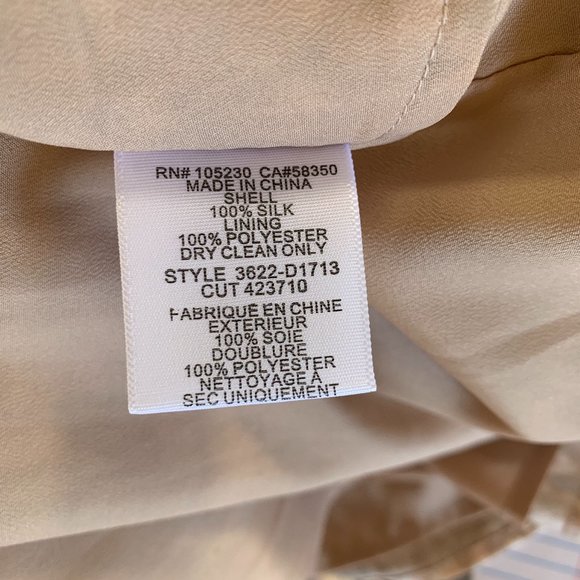 RN# 105230 CA#58350
MADE IN CHINA
SHELL
100% SILK
LINING
100% POLYESTER
DRY CLEAN ONLY
STYLE 3622-D1713
CUT 423710
FABRIQUÉ EN CHINE
EXTERIEUR
100% SOIE
DOUBLURE
100% POLYESTER
NETTOYAGE À
SEC UNIQUEMENT